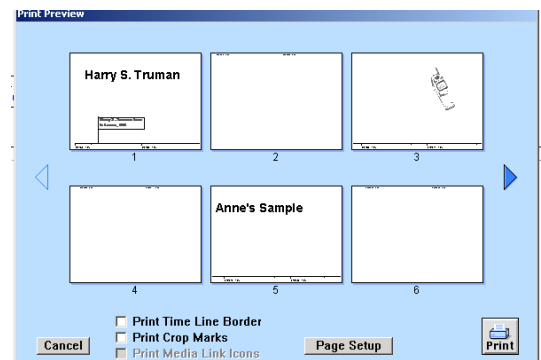 Print Preview
Harry S. Truman
1
2
3
Anne's Sample
4
5
6
Print Time Line Border
Print Crop Marks
Print Media Link Icons
Cancel
Page Setup
Print